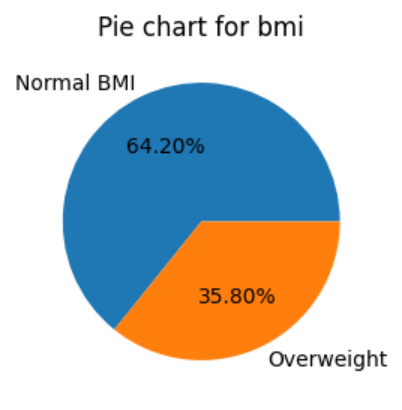 Pie chart for bmi
Normal BMI
64.20%
35.80%
Overweight